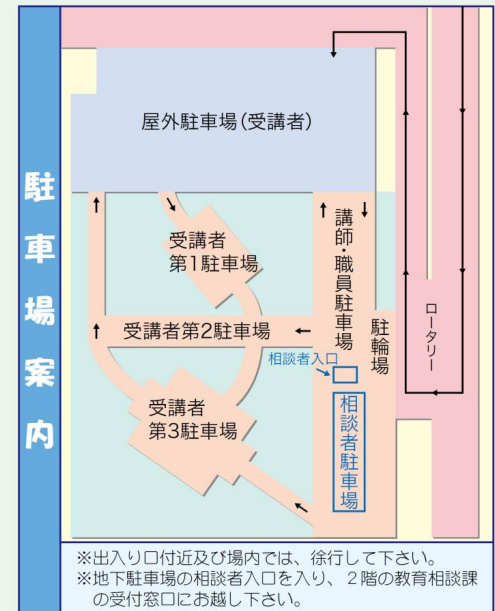 駐車場案内
屋外駐車場(受講者)
受講者
第1駐車場
講師・職員駐車場
駐輪場
ロータリー
受講者第2駐車場
相談者入口
受講者
第3駐車場
相談者駐車場
※出入り口付近及び場内では、徐行して下さい。
※地下駐車場の相談者入口を入り、2階の教育相談課
の受付窓口にお越し下さい。